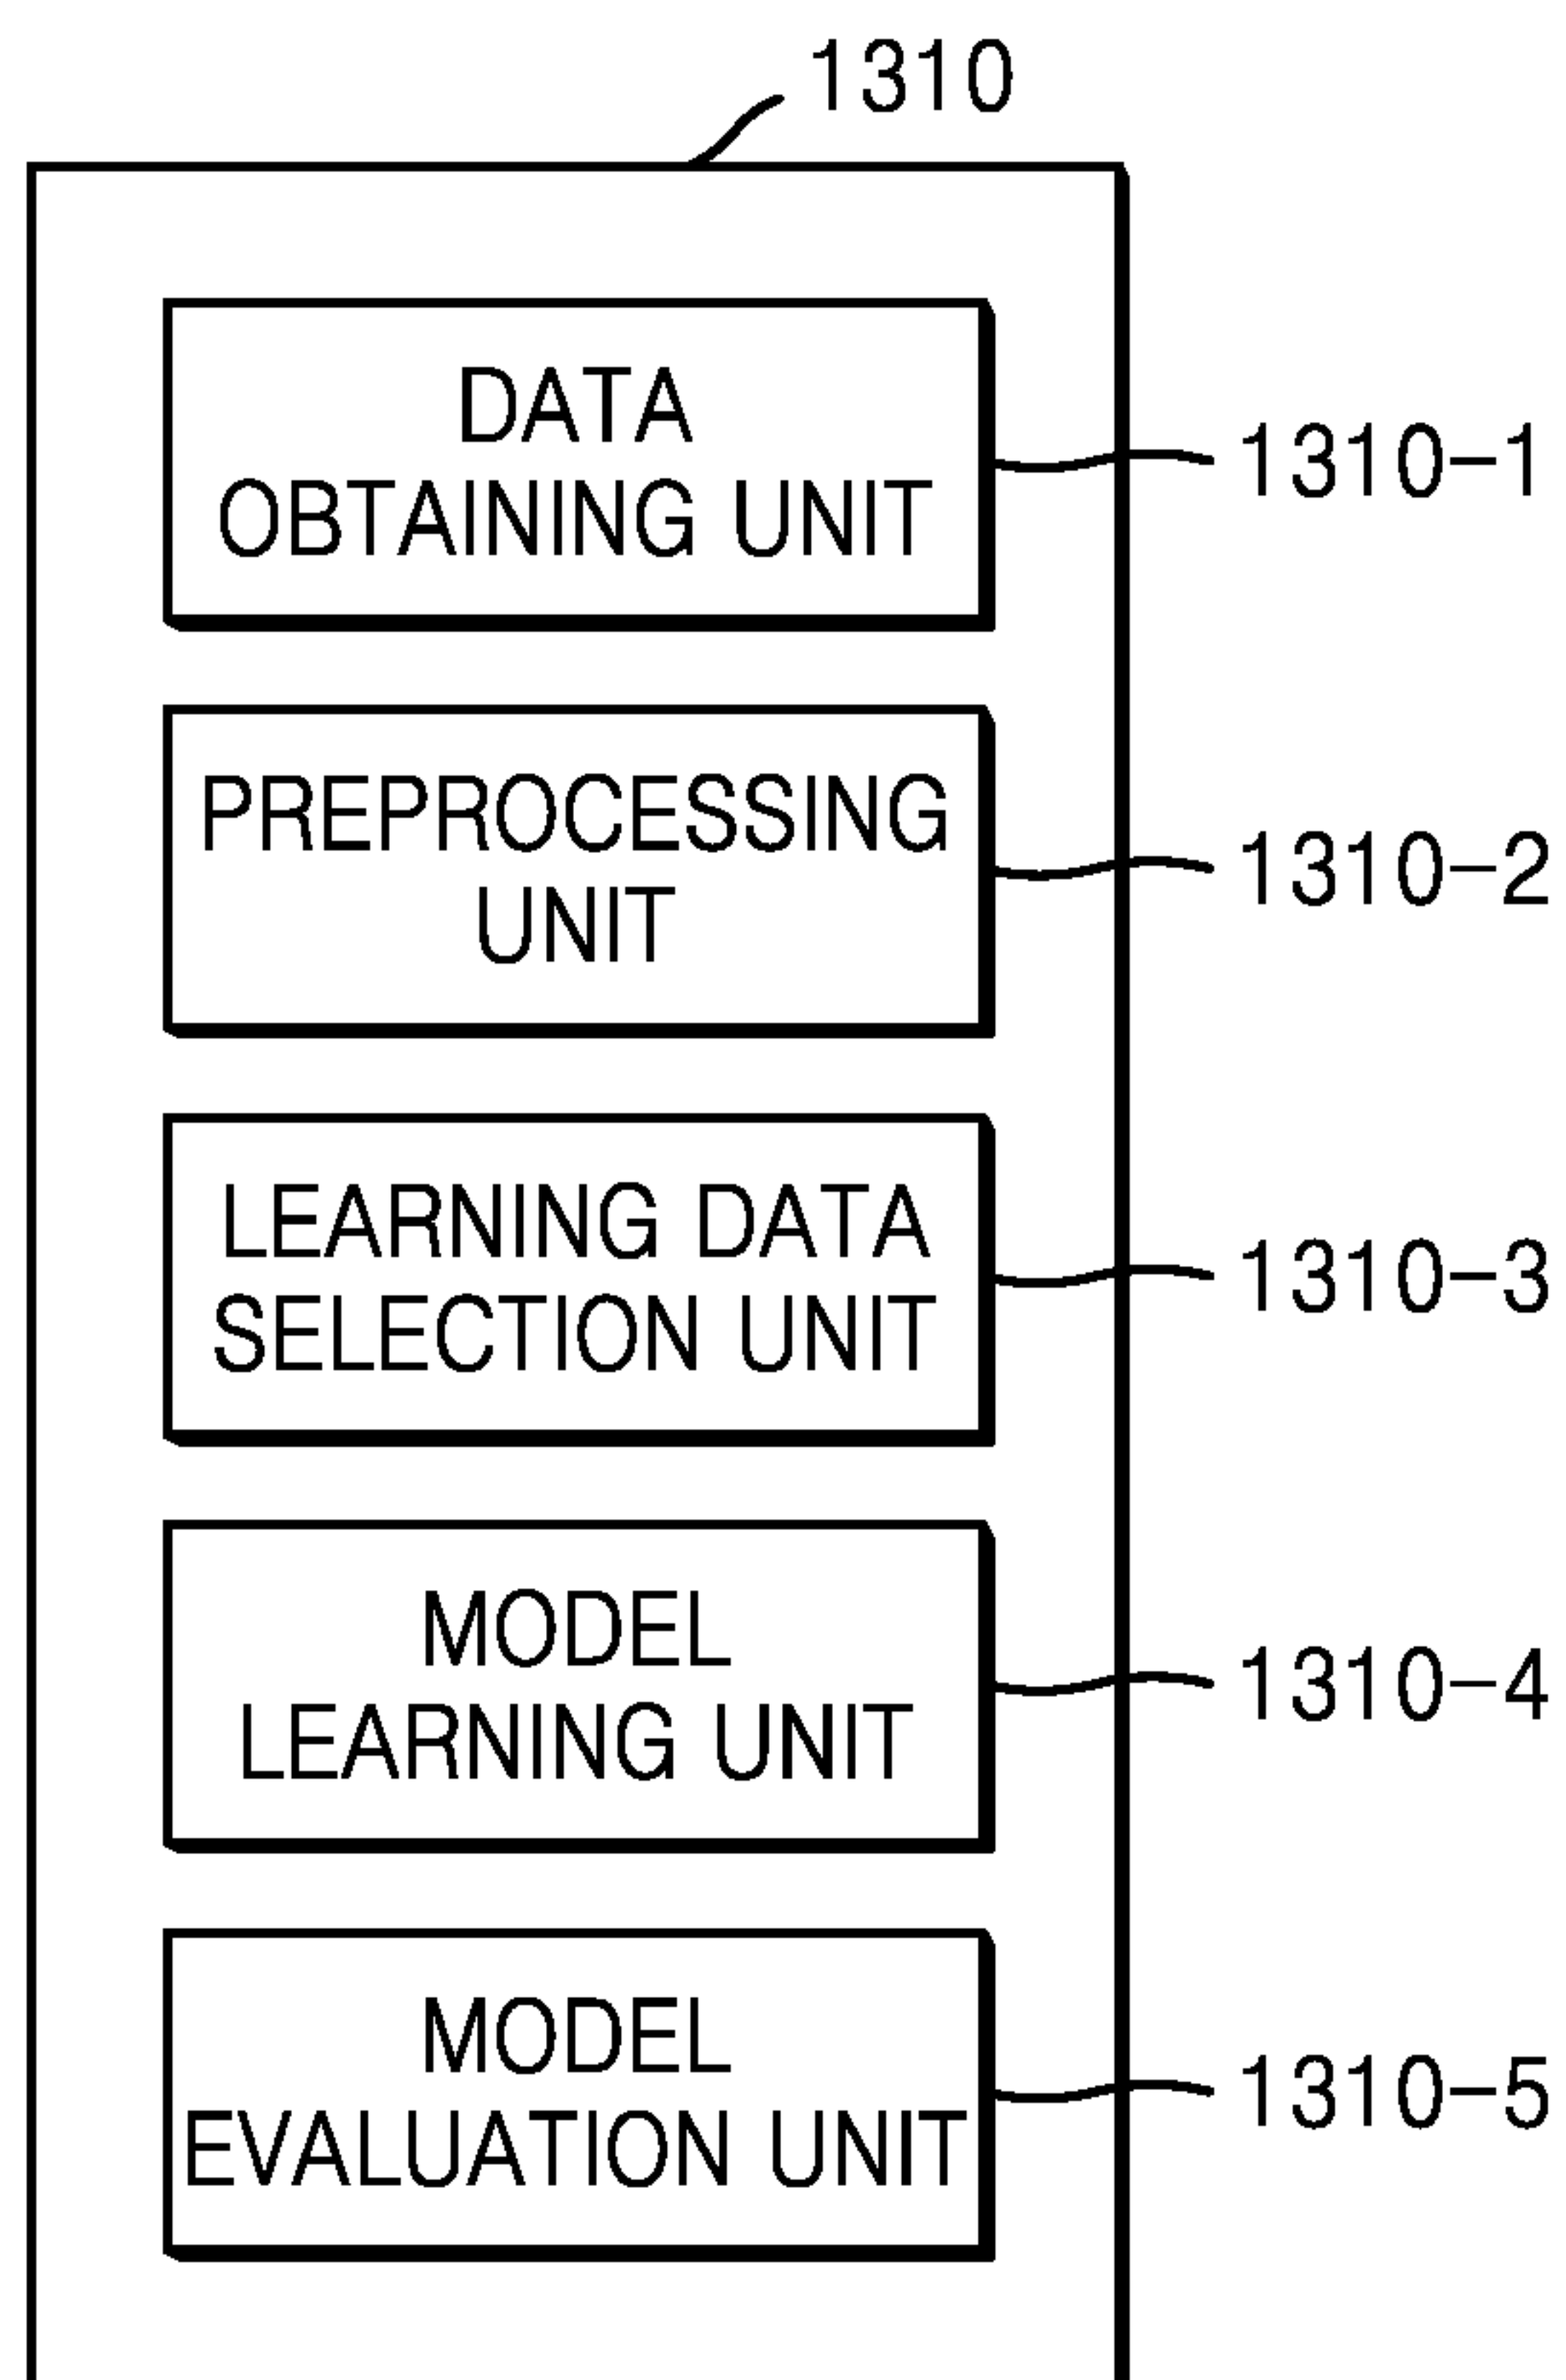 1310
DATA
OBTAINING UNIT
1310-1
PREPROCESSING
UNIT
1310-2
LEARNING DATA
SELECTION UNIT
1310-3
MODEL
LEARNING UNIT
1310-4
MODEL
EVALUATION UNIT
1310-5